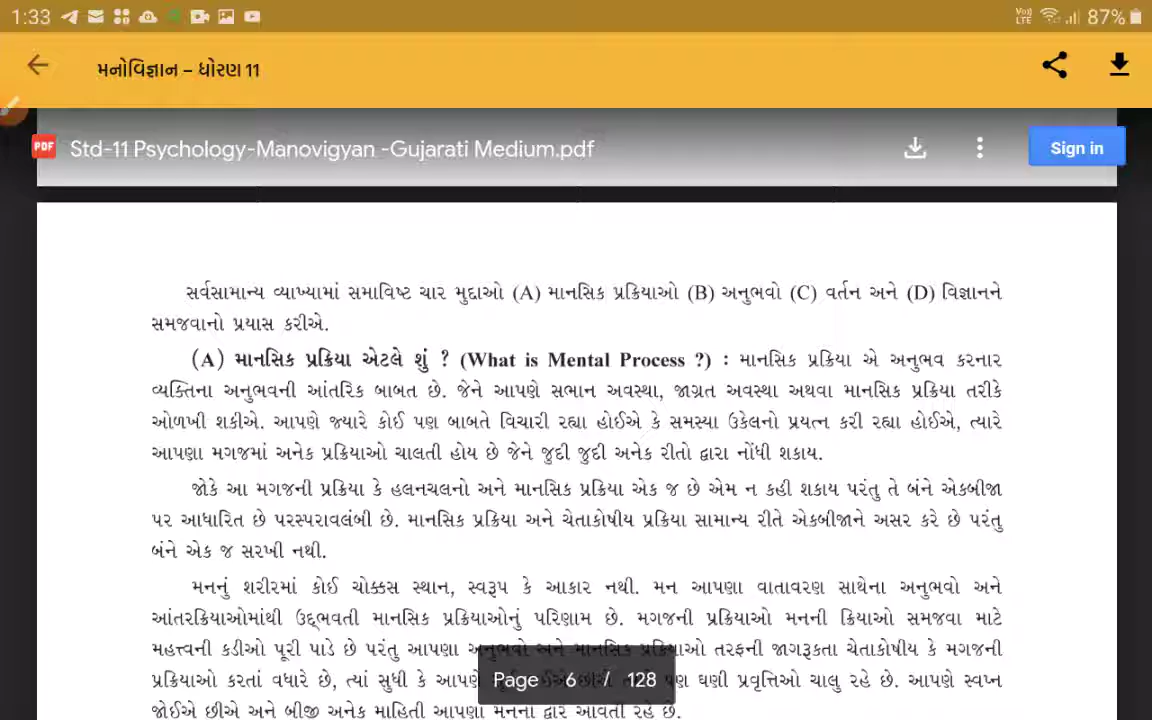 1:33
Vo) LTE 87%
મનોવિજ્ઞાન – ધોરણ 11
PDF Std-11 Psychology-Manovigyan -Gujarati Medium.pdf
Sign in
સર્વસામાન્ય વ્યાખ્યામાં સમાવિષ્ટ ચાર મુદ્દાઓ (A) માનસિક પ્રક્રિયાઓ (B) અનુભવો (C) વર્તન અને (D) વિજ્ઞાનને
સમજવાનો પ્રયાસ કરીએ.
(A) માનસિક પ્રક્રિયા એટલે શું ? (What is Mental Process ?) : માનસિક પ્રક્રિયા એ અનુભવ કરનાર
વ્યક્તિના અનુભવની આંતરિક બાબત છે. જેને આપણે સભાન અવસ્થા, જાગ્રત અવસ્થા અથવા માનસિક પ્રક્રિયા તરીકે
ઓળખી શકીએ. આપણે જ્યારે કોઈ પણ બાબતે વિચારી રહ્યા હોઈએ કે સમસ્યા ઉકેલનો પ્રયત્ન કરી રહ્યા હોઈએ, ત્યારે
આપણા મગજમાં અનેક પ્રક્રિયાઓ ચાલતી હોય છે જેને જુદી જુદી અનેક રીતો દ્વારા નોંધી શકાય.
જોકે આ મગજની પ્રક્રિયા કે હલનચલનો અને માનસિક પ્રક્રિયા એક જ છે એમ ન કહી શકાય પરંતુ તે બંને એકબીજા
પર આધારિત છે પરસ્પરાવલંબી છે. માનસિક પ્રક્રિયા અને ચેતાકોષીય પ્રક્રિયા સામાન્ય રીતે એકબીજાને અસર કરે છે પરંતુ
બંને એક જ સરખી નથી.
મનનું શરીરમાં કોઈ ચોક્કસ સ્થાન, સ્વરૂપ કે આકાર નથી. મન આપણા વાતાવરણ સાથેના અનુભવો અને
આંતરક્રિયાઓમાંથી ઉદ્ભવતી માનસિક પ્રક્રિયાઓનું પરિણામ છે. મગજની પ્રક્રિયાઓ મનની ક્રિયાઓ સમજવા માટે
મહત્ત્વની કડીઓ પૂરી પાડે છે પરંતુ આપણા અનુભવો અને માનસિક પ્રક્રિયાઓ તરફની જાગરૂકતા ચેતાકોષીય કે મગજની
પ્રક્રિયાઓ કરતાં વધારે છે, ત્યાં સુધી કે આપણે પણ ઘણી પ્રવૃત્તિઓ ચાલુ રહે છે. આપણે સ્વપ્ન
જોઈએ છીએ અને બીજી અનેક માહિતી આપણા મનના દ્વાર આવતી રહે છે.
Page 6 / 128